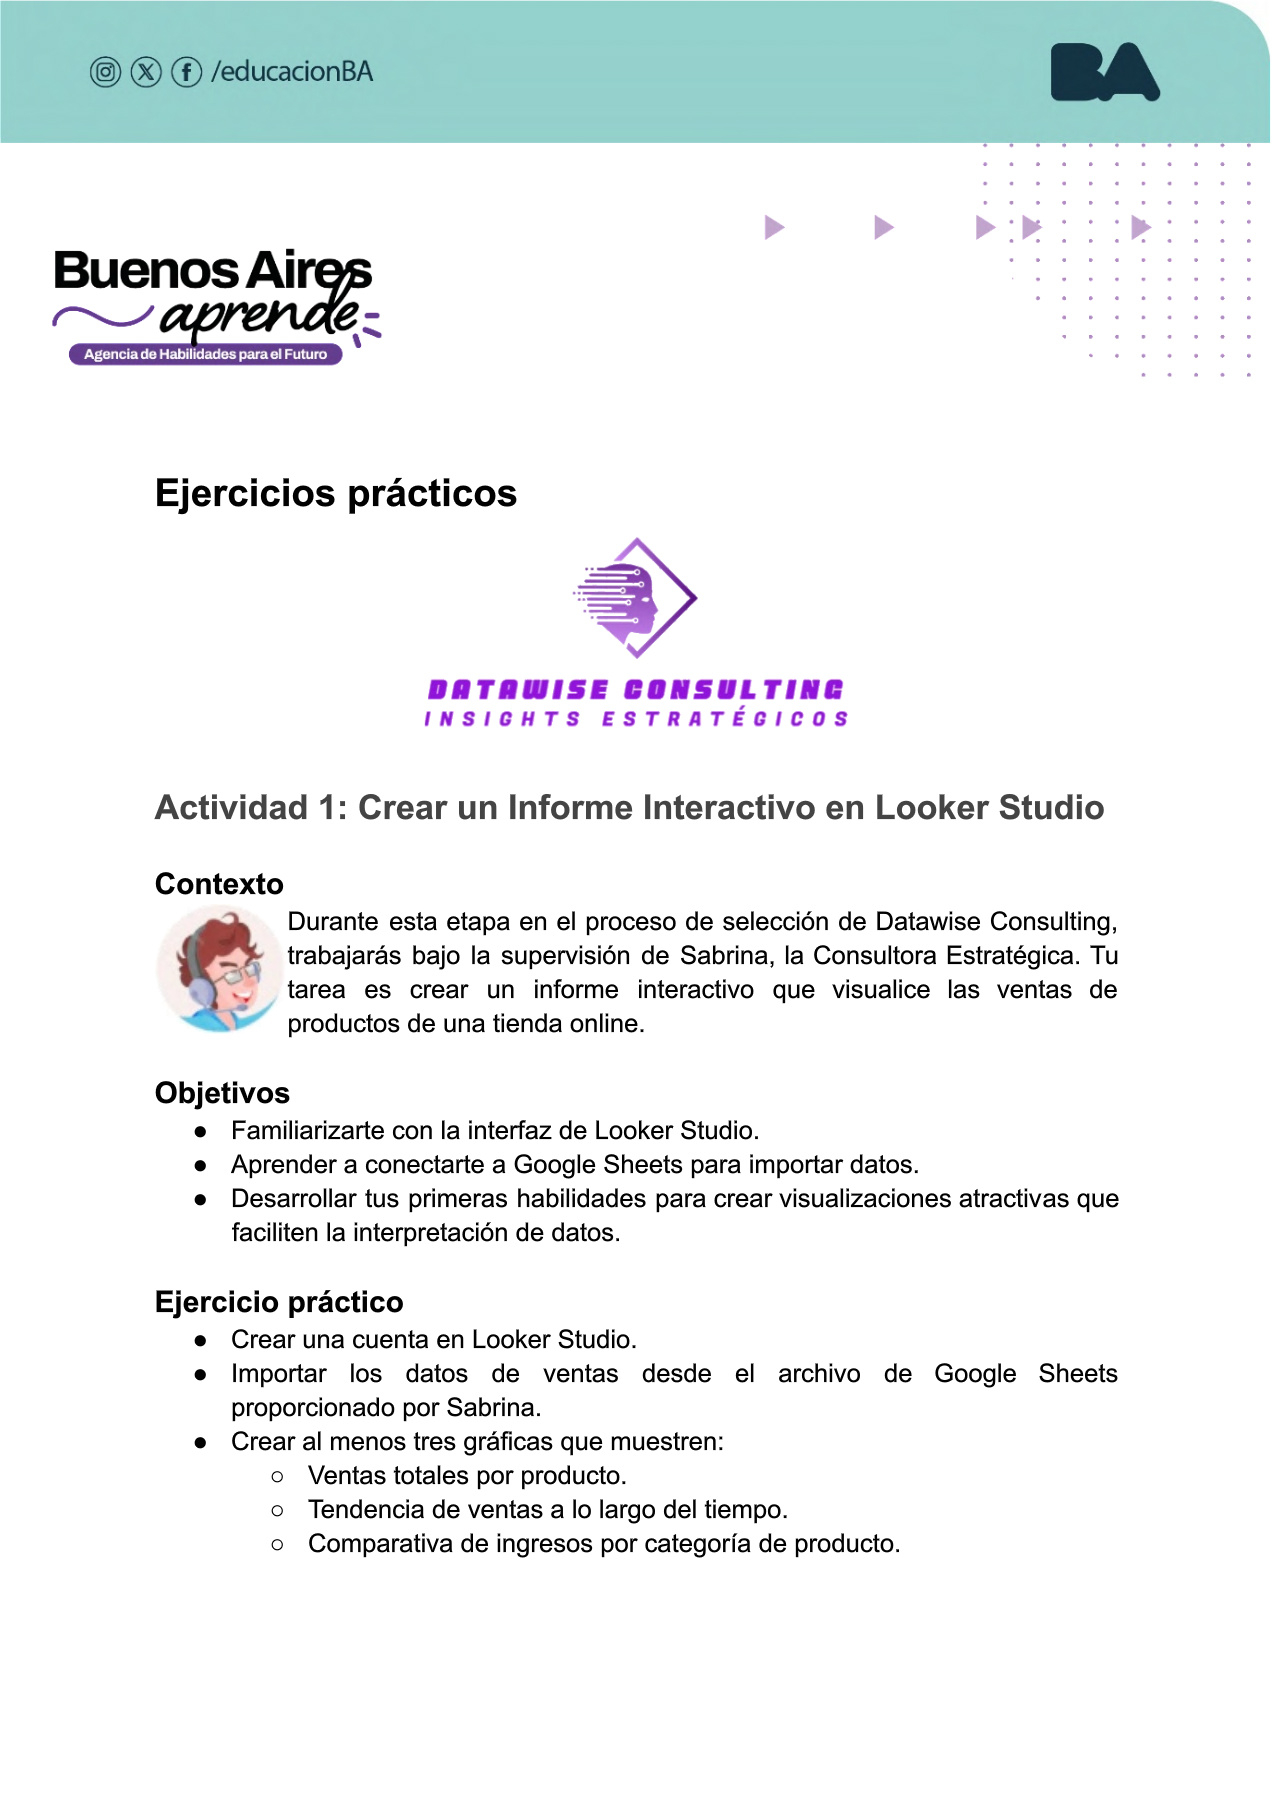 /educacionBA
BA
Buenos Aires
aprende
Agencia de Habilidades para el Futuro
Ejercicios prácticos
DATAWISE CONSULTING
INSIGHTS ESTRATÉGICOS
Actividad 1: Crear un Informe Interactivo en Looker Studio
Contexto
Durante esta etapa en el proceso de selección de Datawise Consulting,
trabajarás bajo la supervisión de Sabrina, la Consultora Estratégica. Tu
tarea es crear un informe interactivo que visualice las ventas de
productos de una tienda online.
Objetivos
● Familiarizarte con la interfaz de Looker Studio.
● Aprender a conectarte a Google Sheets para importar datos.
● Desarrollar tus primeras habilidades para crear visualizaciones atractivas que
faciliten la interpretación de datos.
Ejercicio práctico
● Crear una cuenta en Looker Studio.
● Importar los datos de ventas desde el archivo de Google Sheets
proporcionado por Sabrina.
● Crear al menos tres gráficas que muestren:
○ Ventas totales por producto.
○ Tendencia de ventas a lo largo del tiempo.
○ Comparativa de ingresos por categoría de producto.